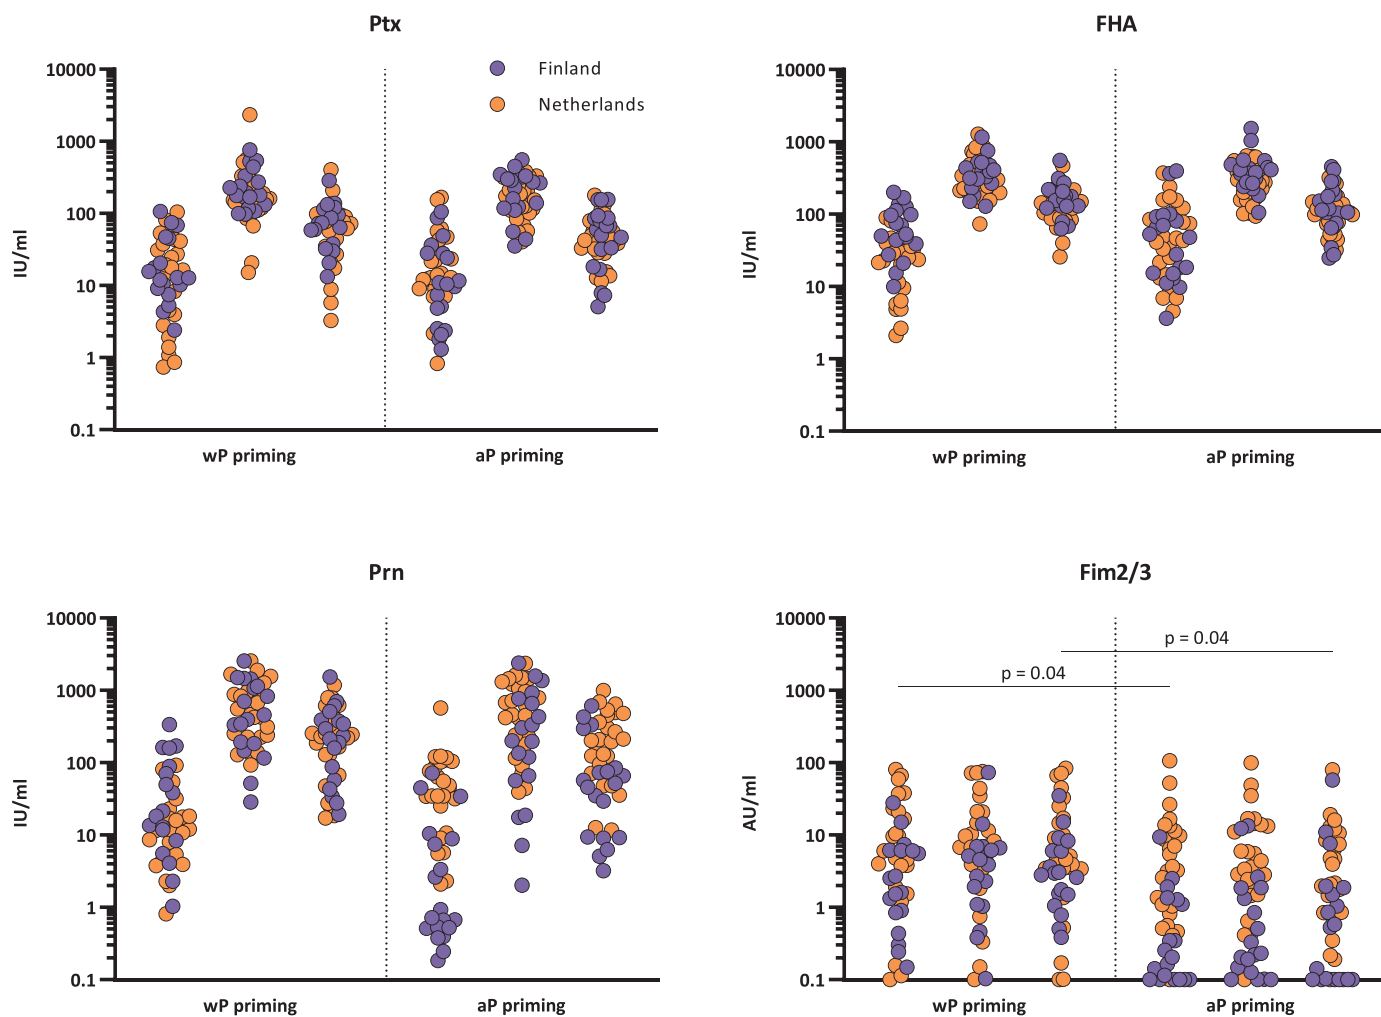 Ptx
FHA
10000
1000
100
10
1
0.1
IU/ml
Finland
Netherlands
wP priming
aP priming
10000
1000
100
10
1
0.1
IU/ml
wP priming
aP priming
Prn
Fim2/3
10000
1000
100
10
1
0.1
IU/ml
wP priming
aP priming
10000
1000
100
10
1
0.1
AU/ml
p = 0.04
p = 0.04
wP priming
aP priming